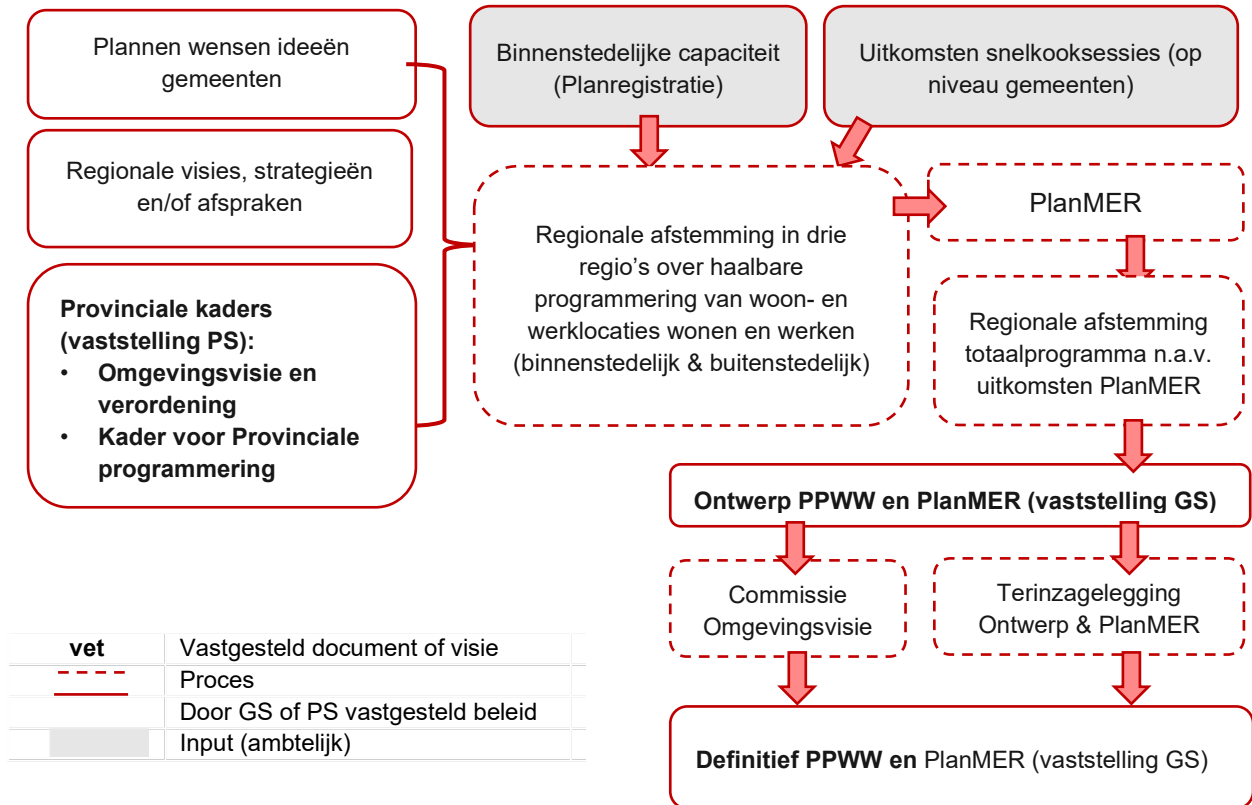 Plannen wensen ideeën
gemeenten
Regionale visies, strategieën
en/of afspraken
Provinciale kaders
(vaststelling PS):
• Omgevingsvisie en
verordening
• Kader voor Provinciale
programmering
Binnenstedelijke capaciteit
(Planregistratie)
Uitkomsten snelkooksessies (op
niveau gemeenten)
Regionale afstemming in drie
regio's over haalbare
programmering van woon- en
werklocaties wonen en werken
(binnenstedelijk & buitenstedelijk)
PlanMER
Regionale afstemming
totaalprogramma n.a.v.
uitkomsten PlanMER
Ontwerp PPWW en PlanMER (vaststelling GS)
Commissie
Omgevingsvisie
Terinzagelegging
Ontwerp & PlanMER
Definitief PPWW en PlanMER (vaststelling GS)
vet Vastgesteld document of visie
Proces
Door GS of PS vastgesteld beleid
Input (ambtelijk)